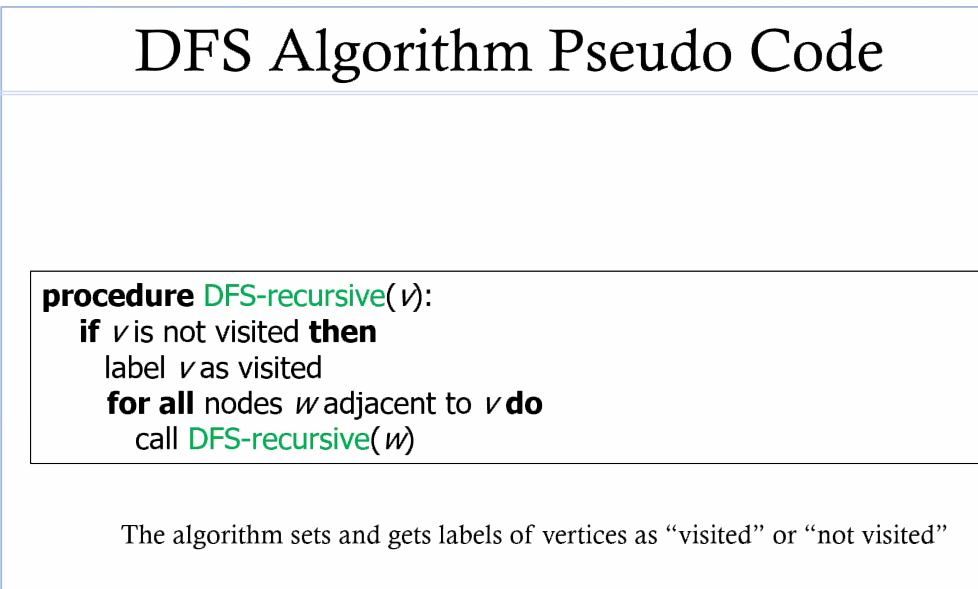 DFS Algorithm Pseudo Code
procedure DFS-recursive(v):
if v is not visited then
label v as visited
for all nodes w adjacent to v do
call DFS-recursive(w)
The algorithm sets and gets labels of vertices as “visited” or “not visited”